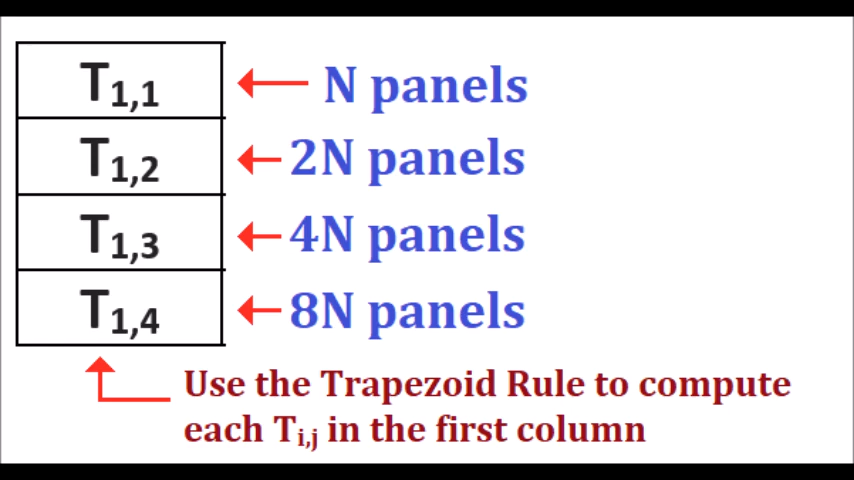 T1,1 N panels
T1,2 2N panels
T1,3 4N panels
T1,4 8N panels
Use the Trapezoid Rule to compute
each Ti,j in the first column